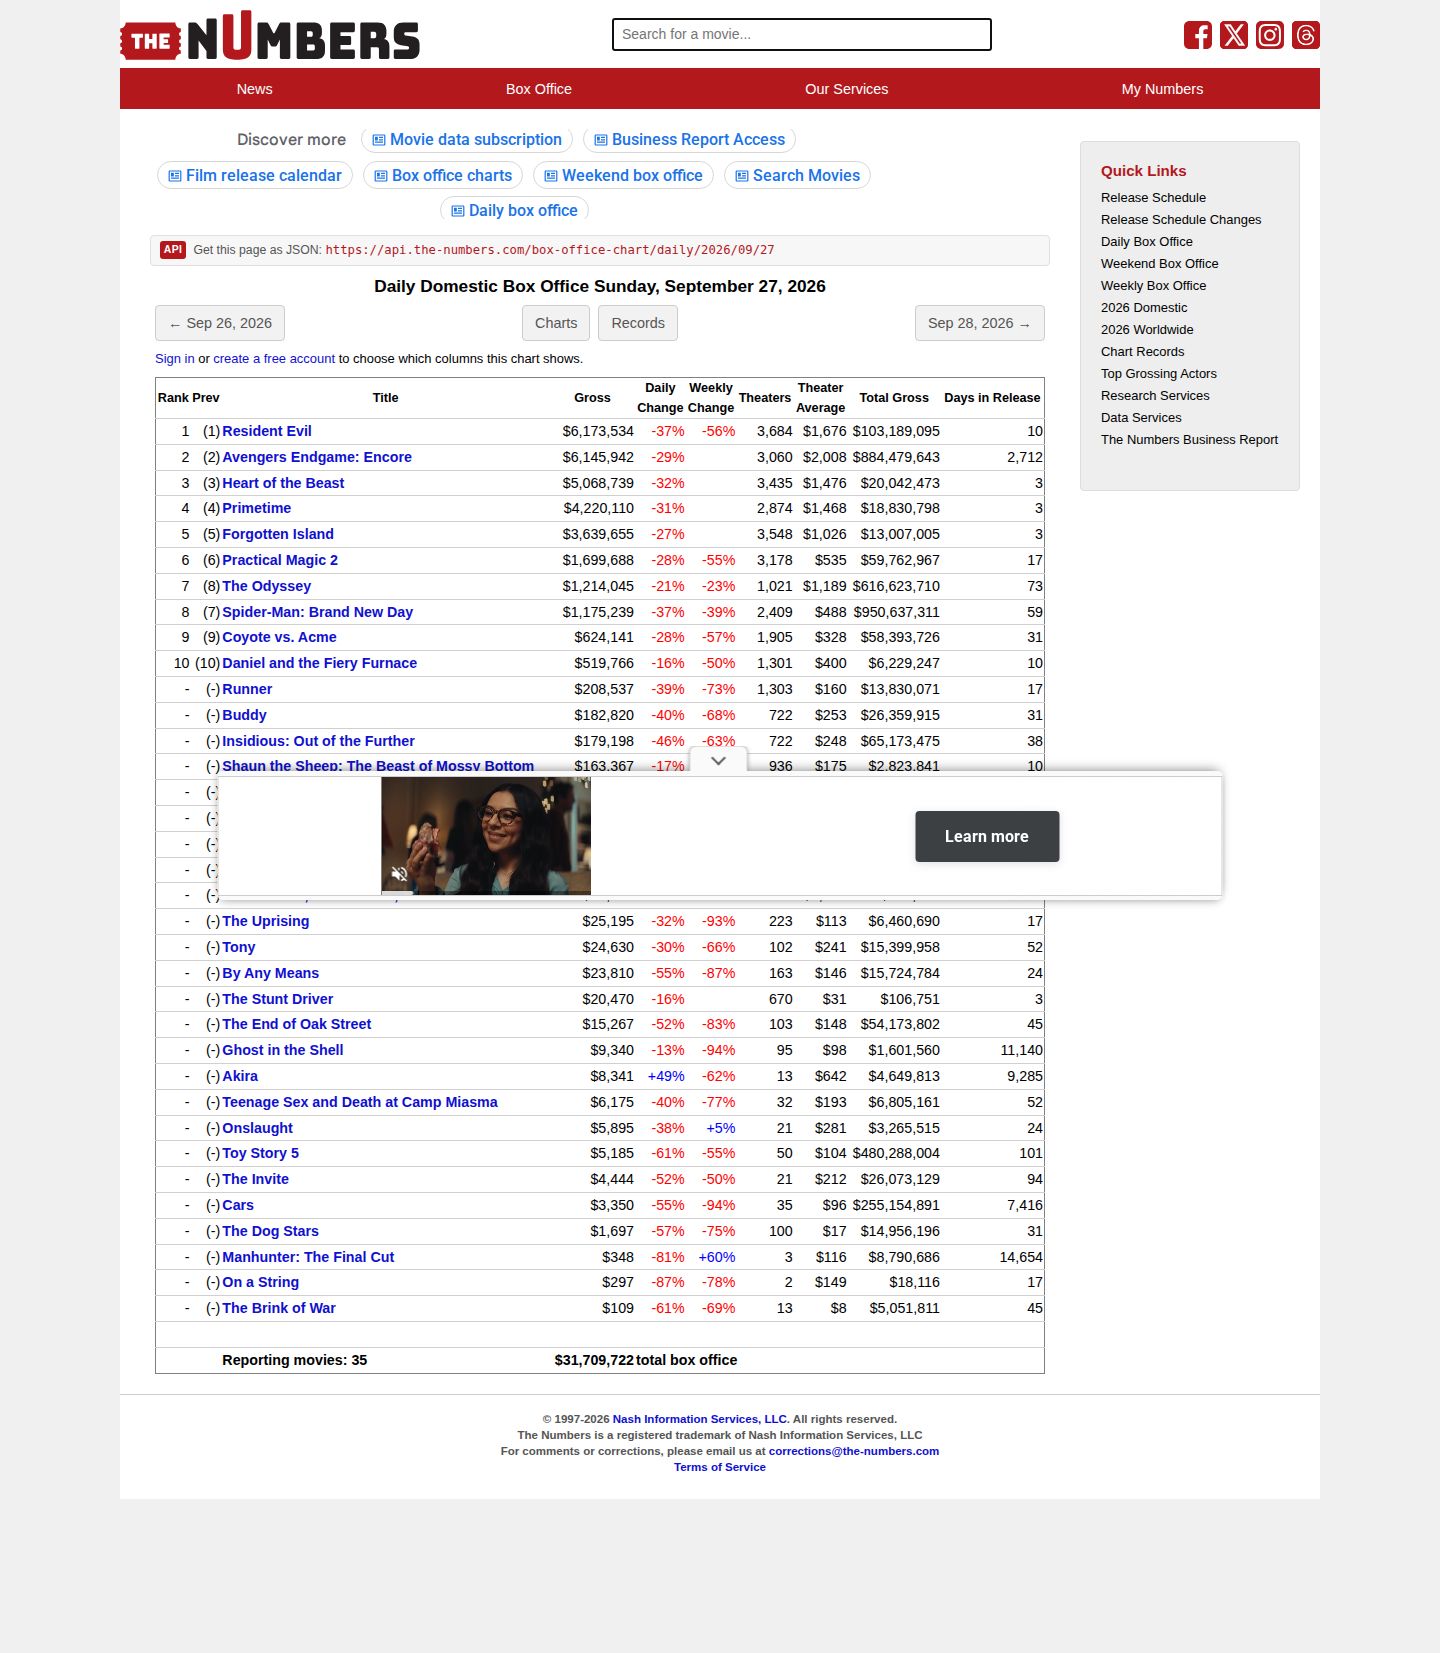 THE NUMBERS
Search for a movie...
News Box Office Our Services My Numbers
Discover more Movie data subscription Business Report Access
Film release calendar Box office charts Weekend box office Search Movies
Daily box office
API Get this page as JSON: https://api.the-numbers.com/box-office-chart/daily/2026/09/27
Daily Domestic Box Office Sunday, September 27, 2026
← Sep 26, 2026 Charts Records Sep 28, 2026 →
Sign in or create a free account to choose which columns this chart shows.
Rank Prev Title Gross Daily Change Weekly Change Theaters Theater Average Total Gross Days in Release
1 (1) Resident Evil $6,173,534 -37% -56% 3,684 $1,676 $103,189,095 10
2 (2) Avengers Endgame: Encore $6,145,942 -29% 3,060 $2,008 $884,479,643 2,712
3 (3) Heart of the Beast $5,068,739 -32% 3,435 $1,476 $20,042,473 3
4 (4) Primetime $4,220,110 -31% 2,874 $1,468 $18,830,798 3
5 (5) Forgotten Island $3,639,655 -27% 3,548 $1,026 $13,007,005 3
6 (6) Practical Magic 2 $1,699,688 -28% -55% 3,178 $535 $59,762,967 17
7 (8) The Odyssey $1,214,045 -21% -23% 1,021 $1,189 $616,623,710 73
8 (7) Spider-Man: Brand New Day $1,175,239 -37% -39% 2,409 $488 $950,637,311 59
9 (9) Coyote vs. Acme $624,141 -28% -57% 1,905 $328 $58,393,726 31
10 (10) Daniel and the Fiery Furnace $519,766 -16% -50% 1,301 $400 $6,229,247 10
- (-) Runner $208,537 -39% -73% 1,303 $160 $13,830,071 17
- (-) Buddy $182,820 -40% -68% 722 $253 $26,359,915 31
- (-) Insidious: Out of the Further $179,198 -46% -63% 722 $248 $65,173,475 38
- (-) Shaun the Sheep: The Beast of Mossy Bottom $163,367 -17% 936 $175 $2,823,841 10
- (-)
- (-)
- (-)
- (-)
- (-)
Learn more
- (-) The Uprising $25,195 -32% -93% 223 $113 $6,460,690 17
- (-) Tony $24,630 -30% -66% 102 $241 $15,399,958 52
- (-) By Any Means $23,810 -55% -87% 163 $146 $15,724,784 24
- (-) The Stunt Driver $20,470 -16% 670 $31 $106,751 3
- (-) The End of Oak Street $15,267 -52% -83% 103 $148 $54,173,802 45
- (-) Ghost in the Shell $9,340 -13% -94% 95 $98 $1,601,560 11,140
- (-) Akira $8,341 +49% -62% 13 $642 $4,649,813 9,285
- (-) Teenage Sex and Death at Camp Miasma $6,175 -40% -77% 32 $193 $6,805,161 52
- (-) Onslaught $5,895 -38% +5% 21 $281 $3,265,515 24
- (-) Toy Story 5 $5,185 -61% -55% 50 $104 $480,288,004 101
- (-) The Invite $4,444 -52% -50% 21 $212 $26,073,129 94
- (-) Cars $3,350 -55% -94% 35 $96 $255,154,891 7,416
- (-) The Dog Stars $1,697 -57% -75% 100 $17 $14,956,196 31
- (-) Manhunter: The Final Cut $348 -81% +60% 3 $116 $8,790,686 14,654
- (-) On a String $297 -87% -78% 2 $149 $18,116 17
- (-) The Brink of War $109 -61% -69% 13 $8 $5,051,811 45
Reporting movies: 35 $31,709,722 total box office
Quick Links
Release Schedule
Release Schedule Changes
Daily Box Office
Weekend Box Office
Weekly Box Office
2026 Domestic
2026 Worldwide
Chart Records
Top Grossing Actors
Research Services
Data Services
The Numbers Business Report
© 1997-2026 Nash Information Services, LLC. All rights reserved.
The Numbers is a registered trademark of Nash Information Services, LLC
For comments or corrections, please email us at corrections@the-numbers.com
Terms of Service